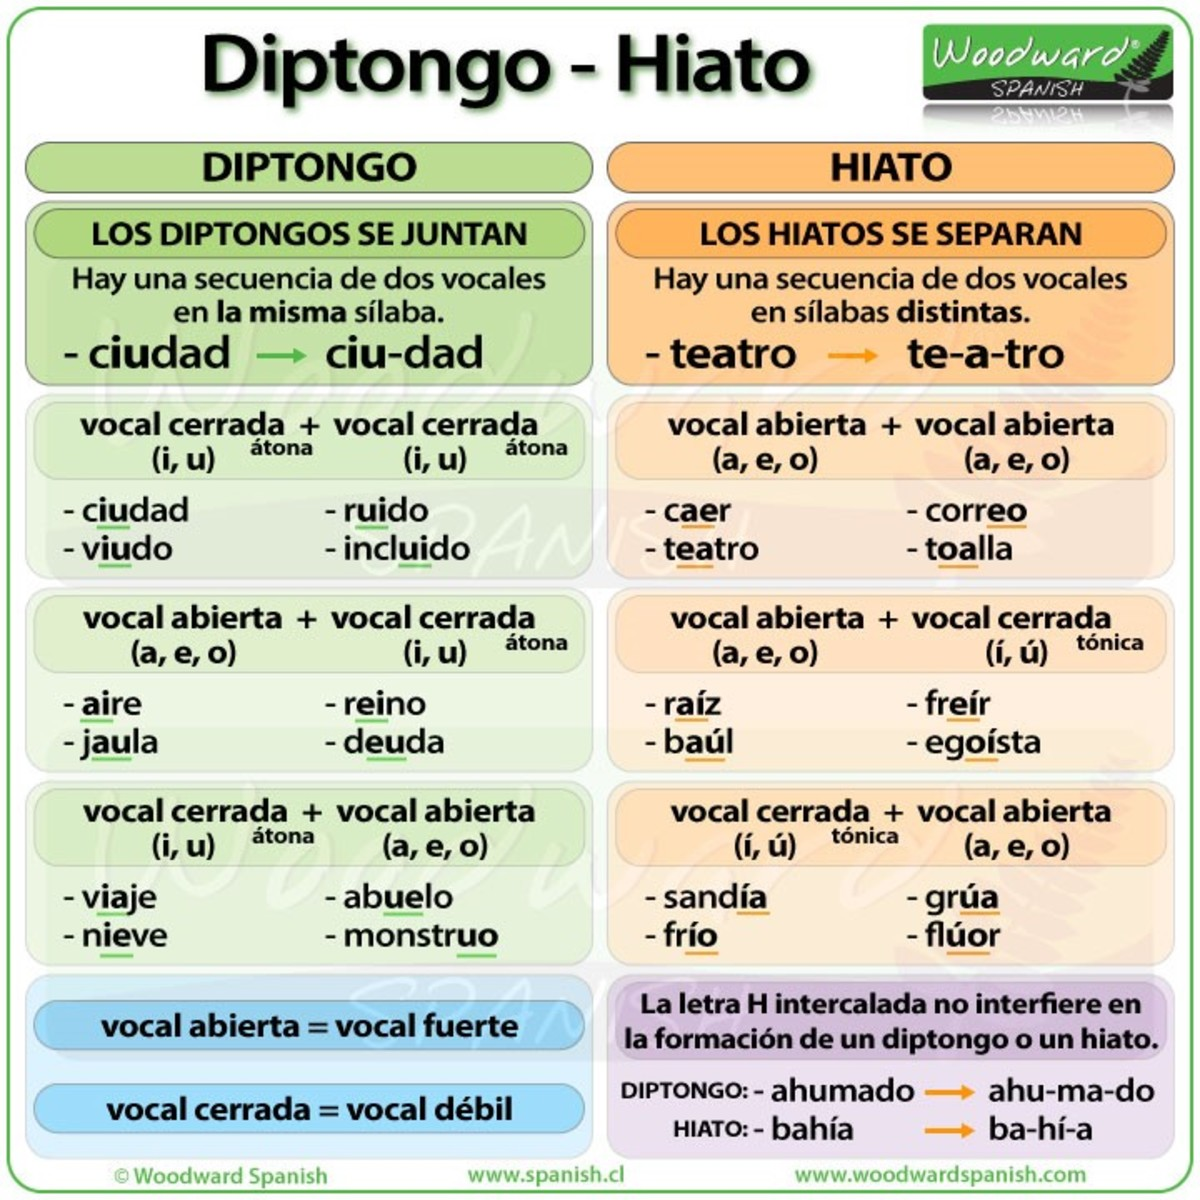 Diptongo - Hiato
Woodward®
SPANISH
DIPTONGO
LOS DIPTONGOS SE JUNTAN
Hay una secuencia de dos vocales
en la misma sílaba.
- ciudad → ciu-dad
vocal cerrada + vocal cerrada
átona átona
(i, u) (i, u)
- ciudad - ruido
- viudo - incluido
vocal abierta + vocal cerrada
átona
(a, e, o) (i, u)
- aire - reino
- jaula - deuda
vocal cerrada + vocal abierta
átona
(i, u) (a, e, o)
- viaje - abuelo
- nieve - monstruo
vocal abierta = vocal fuerte
vocal cerrada = vocal débil
HIATO
LOS HIATOS SE SEPARAN
Hay una secuencia de dos vocales
en sílabas distintas.
- teatro → te-a-tro
vocal abierta + vocal abierta
(a, e, o) (a, e, o)
- caer - correo
- teatro - toalla
vocal abierta + vocal cerrada
tónica
(a, e, o) (í, ú)
- raíz - freír
- baúl - egoísta
vocal cerrada + vocal abierta
tónica
(í, ú) (a, e, o)
- sandía - grúa
- frío - flúor
La letra H intercalada no interfiere en
la formación de un diptongo o un hiato.
DIPTONGO: - ahumado → ahu-ma-do
HIATO: - bahía → ba-hí-a
© Woodward Spanish www.spanish.cl www.woodwardspanish.com